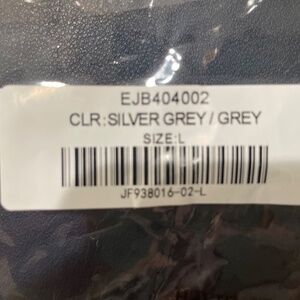 EJB404002
CLR:SILVER GREY / GREY
SIZE:L
JF938016-02-L